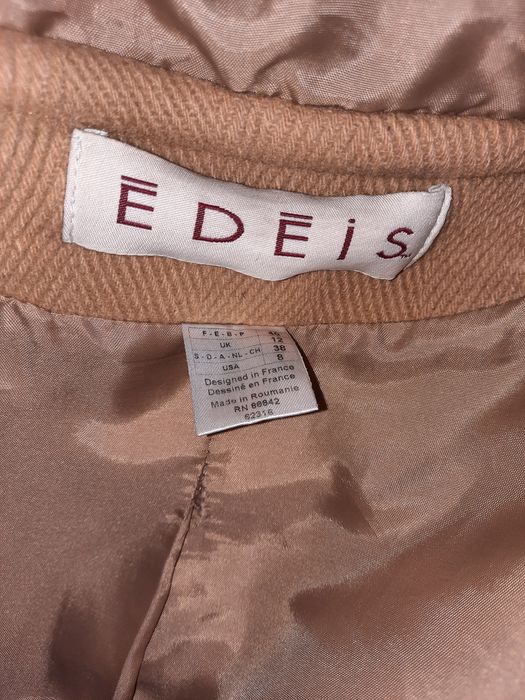 ĒDĒiS
F-E-B-P
UK 12
S-D-A-NL-CH 38
USA 8
Designed in France
Dessiné en France
Made in Roumanie
RN 86842
62316